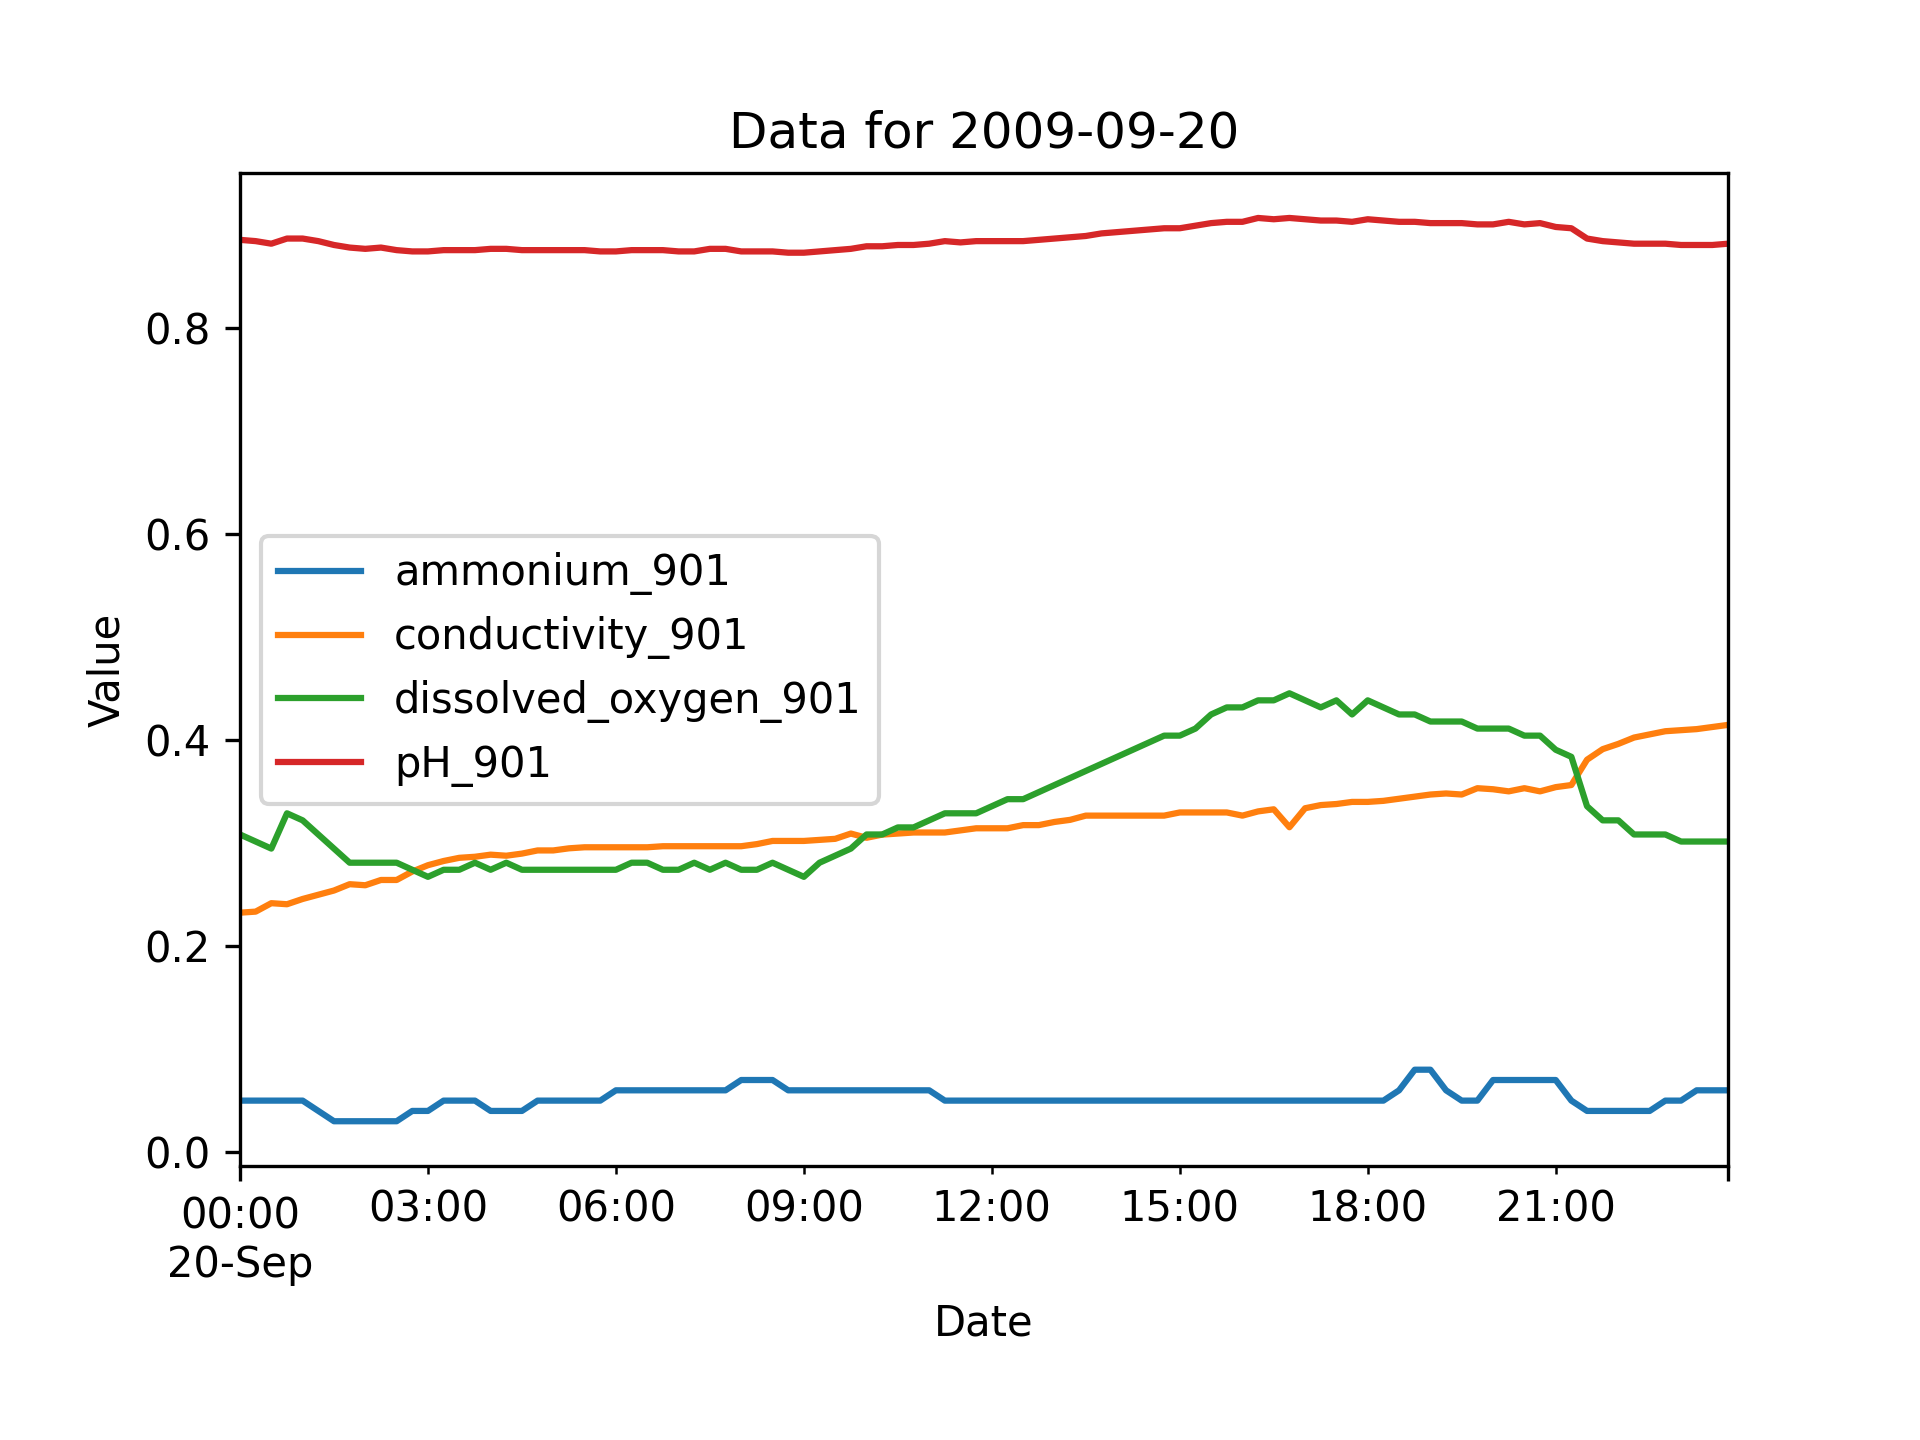 Data for 2009-09-20
Value
0.8
0.6
0.4
0.2
0.0
ammonium_901
conductivity_901
dissolved_oxygen_901
pH_901
00:00 03:00 06:00 09:00 12:00 15:00 18:00 21:00
20-Sep
Date